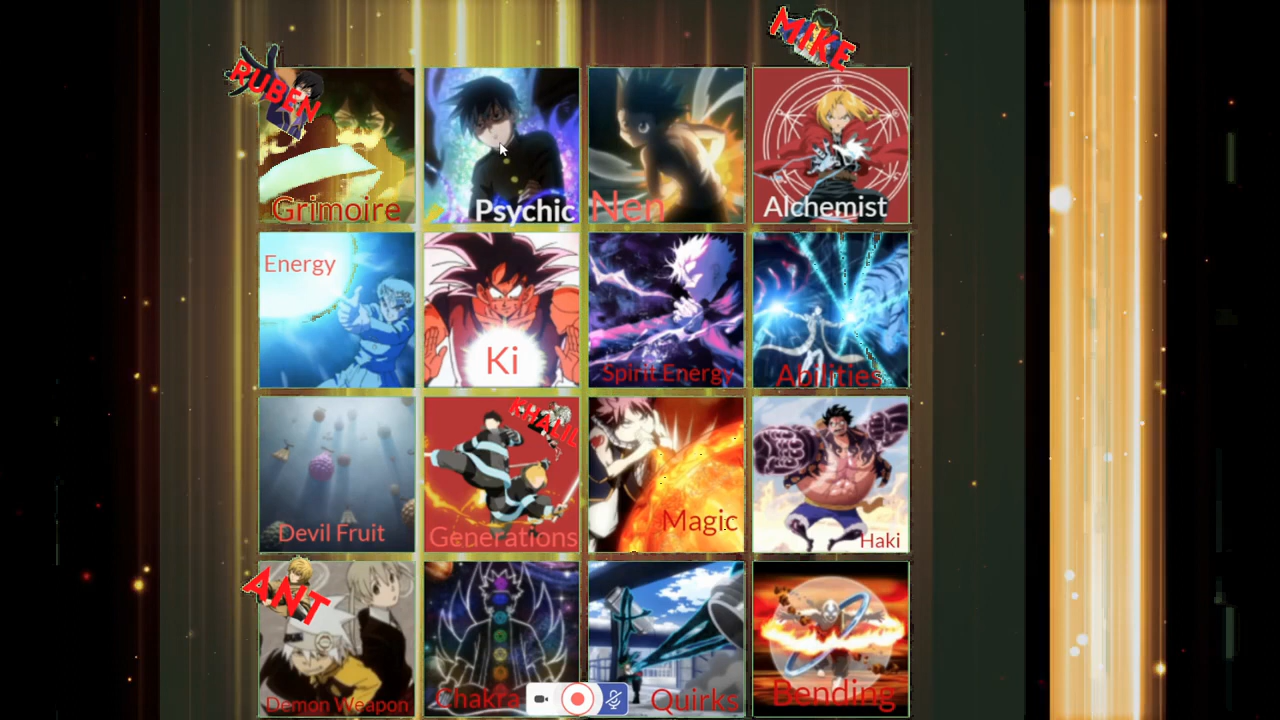 MIKE
RUBEN
Grimoire
Psychic
Nen
Alchemist
Energy
Ki
Spirit Energy
Abilities
KHALIL
Devil Fruit
Generations
Magic
Haki
ANT
Demon Weapon
Chakra
Quirks
Bending